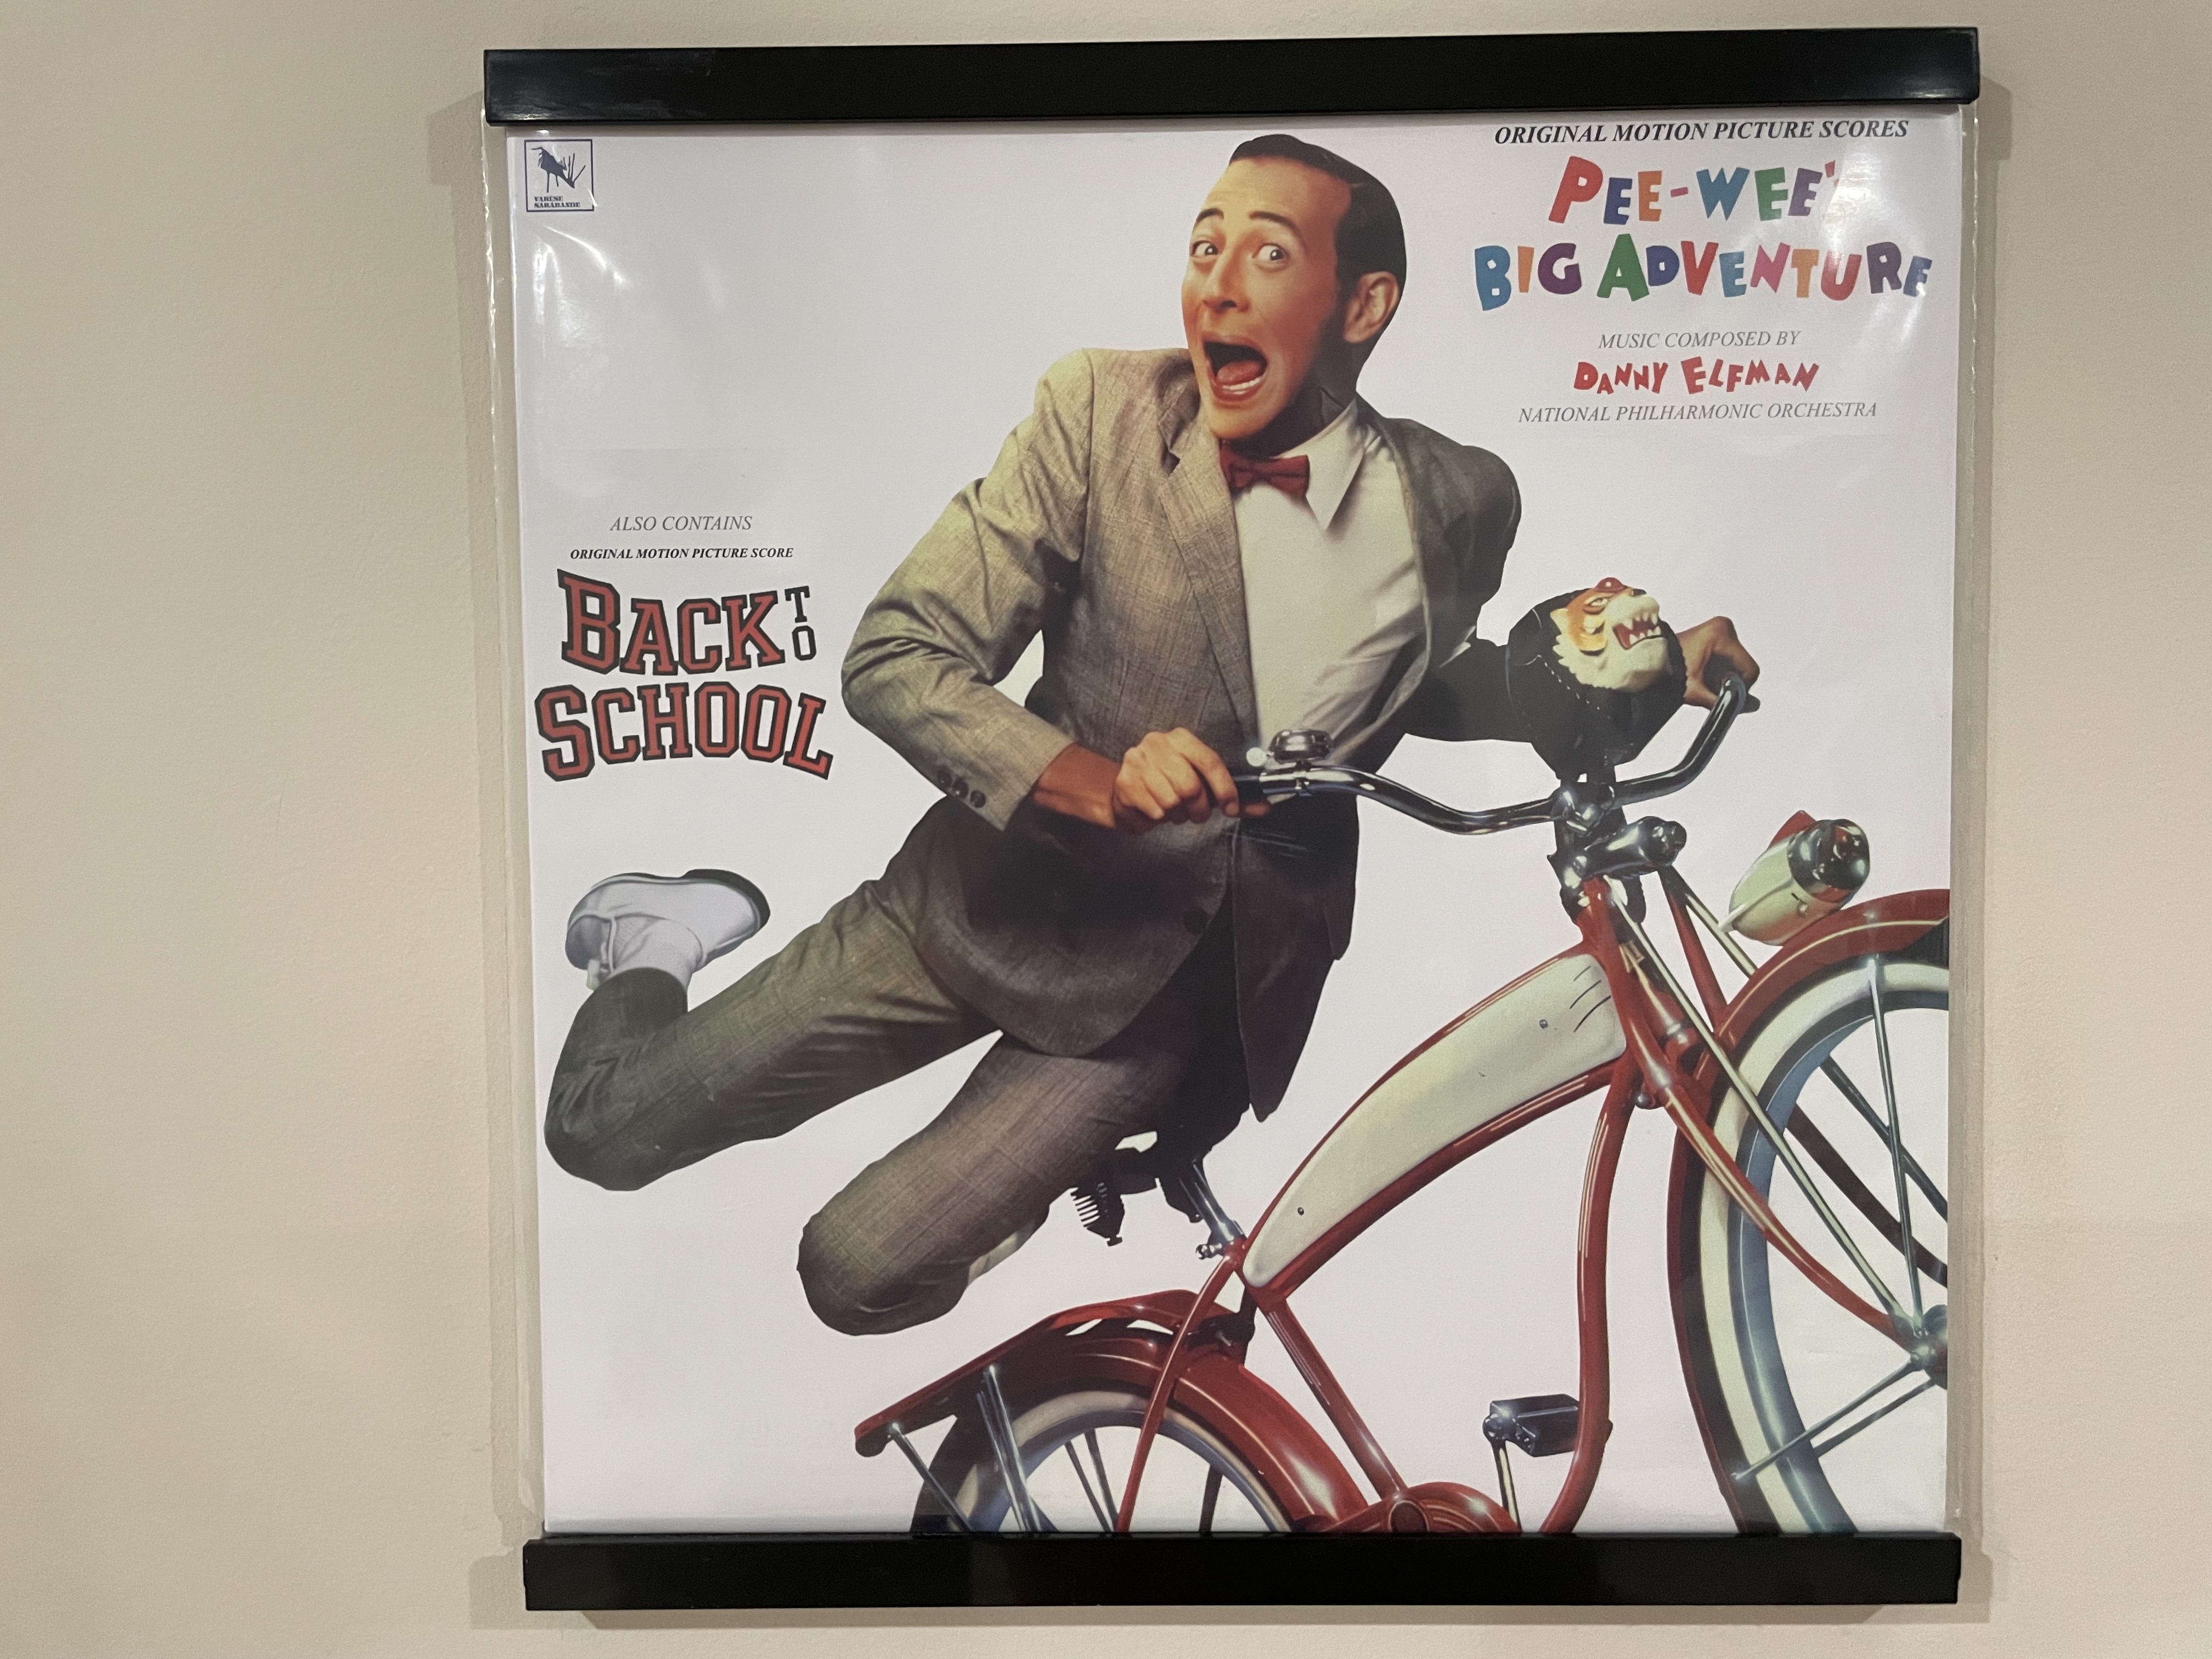 VARESE
SARABANDE
ORIGINAL MOTION PICTURE SCORES
PEE-WEE'
BIG ADVENTURE
MUSIC COMPOSED BY
DANNY ELFMAN
NATIONAL PHILHARMONIC ORCHESTRA
ALSO CONTAINS
ORIGINAL MOTION PICTURE SCORE
BACK TO
SCHOOL